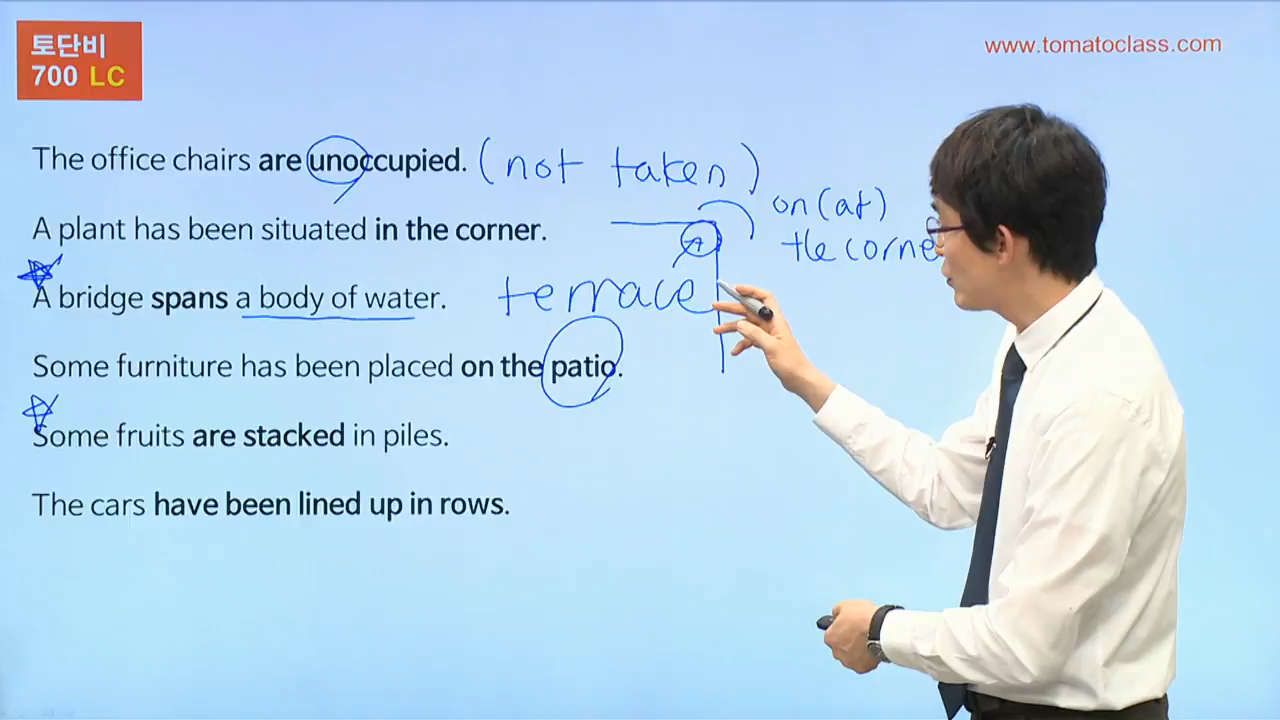 토단비
700 LC
www.tomatoclass.com
The office chairs are unoccupied. (not taken)
A plant has been situated in the corner.
on (at)
the corne
A bridge spans a body of water.
terrace
Some furniture has been placed on the patio.
Some fruits are stacked in piles.
The cars have been lined up in rows.